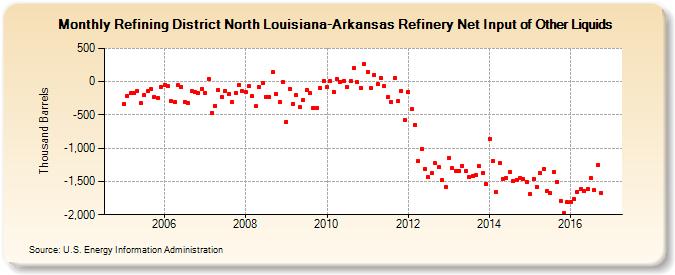 Monthly Refining District North Louisiana-Arkansas Refinery Net Input of Other Liquids
Thousand Barrels
500
0
-500
-1,000
-1,500
-2,000
2006 2008 2010 2012 2014 2016
Source: U.S. Energy Information Administration